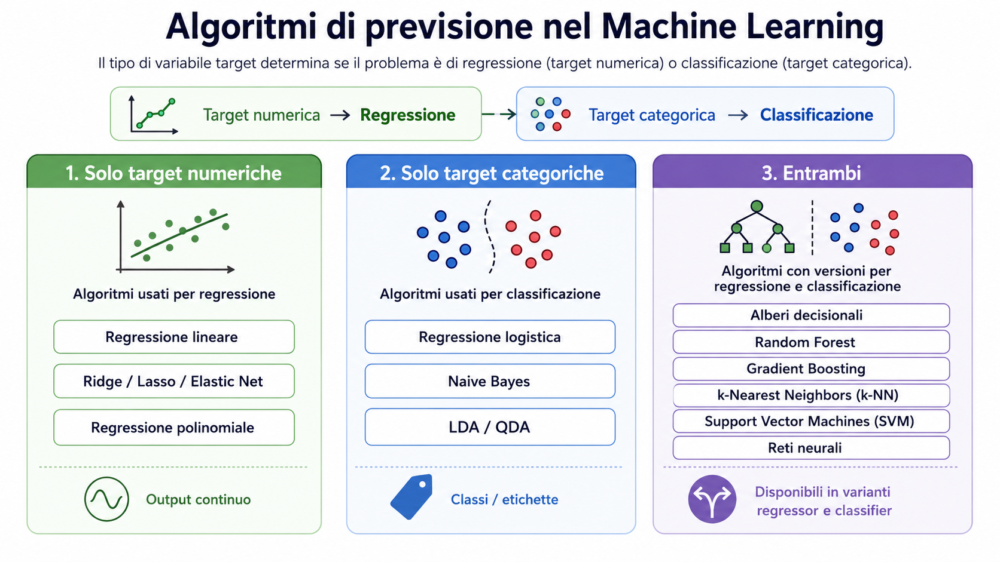 Algoritmi di previsione nel Machine Learning
Il tipo di variabile target determina se il problema è di regressione (target numerica) o classificazione (target categorica).
Target numerica → Regressione
Target categorica → Classificazione
1. Solo target numeriche
Algoritmi usati per regressione
Regressione lineare
Ridge / Lasso / Elastic Net
Regressione polinomiale
Output continuo
2. Solo target categoriche
Algoritmi usati per classificazione
Regressione logistica
Naive Bayes
LDA / QDA
Classi / etichette
3. Entrambi
Algoritmi con versioni per
regressione e classificazione
Alberi decisionali
Random Forest
Gradient Boosting
k-Nearest Neighbors (k-NN)
Support Vector Machines (SVM)
Reti neurali
Disponibili in varianti
regressor e classifier